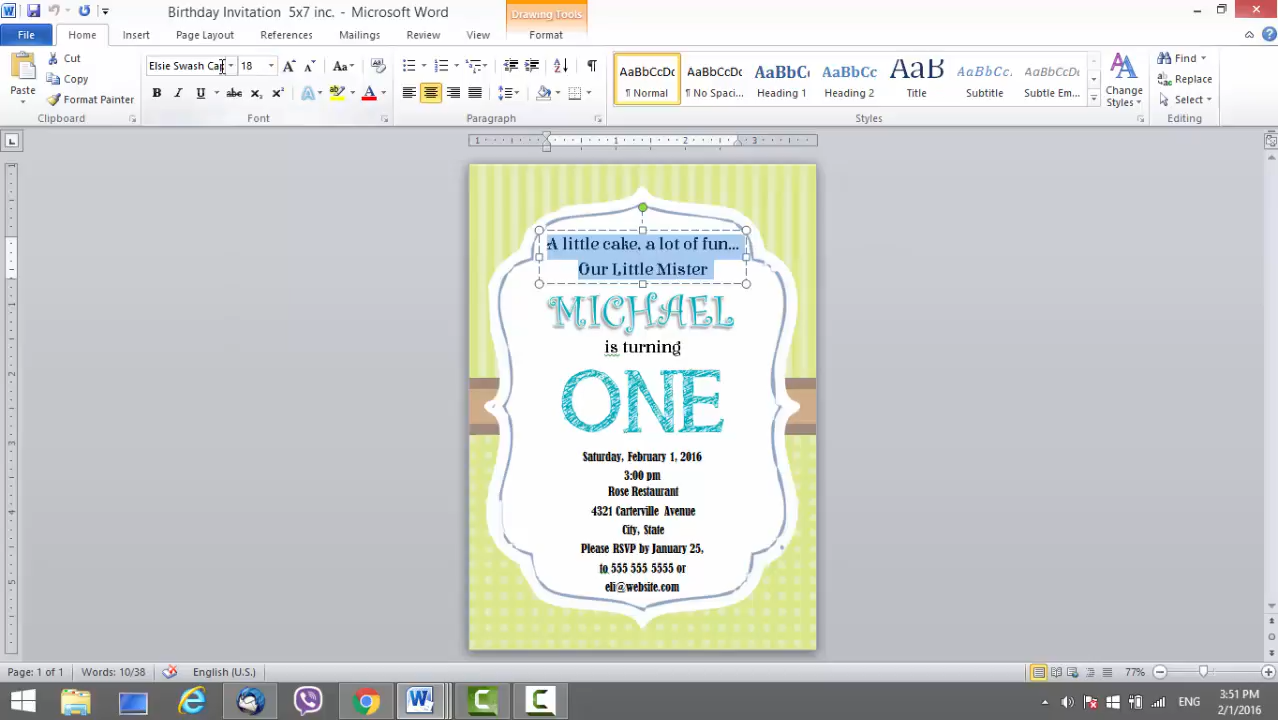 Birthday Invitation 5x7 inc. - Microsoft Word
Drawing Tools
File Home Insert Page Layout References Mailings Review View Format
Paste Cut Copy Format Painter
Elsie Swash Cap 18
AaBbCcDc AaBbCcDc AaBbCc AaBbCc AaB AaBbCcL AaBbCcDc
¶ Normal ¶ No Spaci... Heading 1 Heading 2 Title Subtitle Subtle Em...
Change Styles
Find
Replace
Select
Clipboard Font Paragraph Styles Editing
A little cake, a lot of fun...
Our Little Mister
MICHAEL
is turning
ONE
Saturday, February 1, 2016
3:00 pm
Rose Restaurant
4321 Carterville Avenue
City, State
Please RSVP by January 25,
to 555 555 5555 or
eli@website.com
Page: 1 of 1 Words: 10/38 English (U.S.) 77%
ENG
3:51 PM
2/1/2016